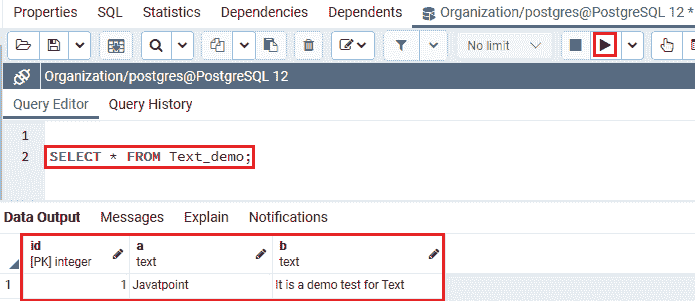 Properties SQL Statistics Dependencies Dependents Organization/postgres@PostgreSQL 12 *
No limit
Organization/postgres@PostgreSQL 12
Query Editor Query History
1
2 SELECT * FROM Text_demo;
Data Output Messages Explain Notifications
id a b
[PK] integer text text
1 1 Javatpoint It is a demo test for Text